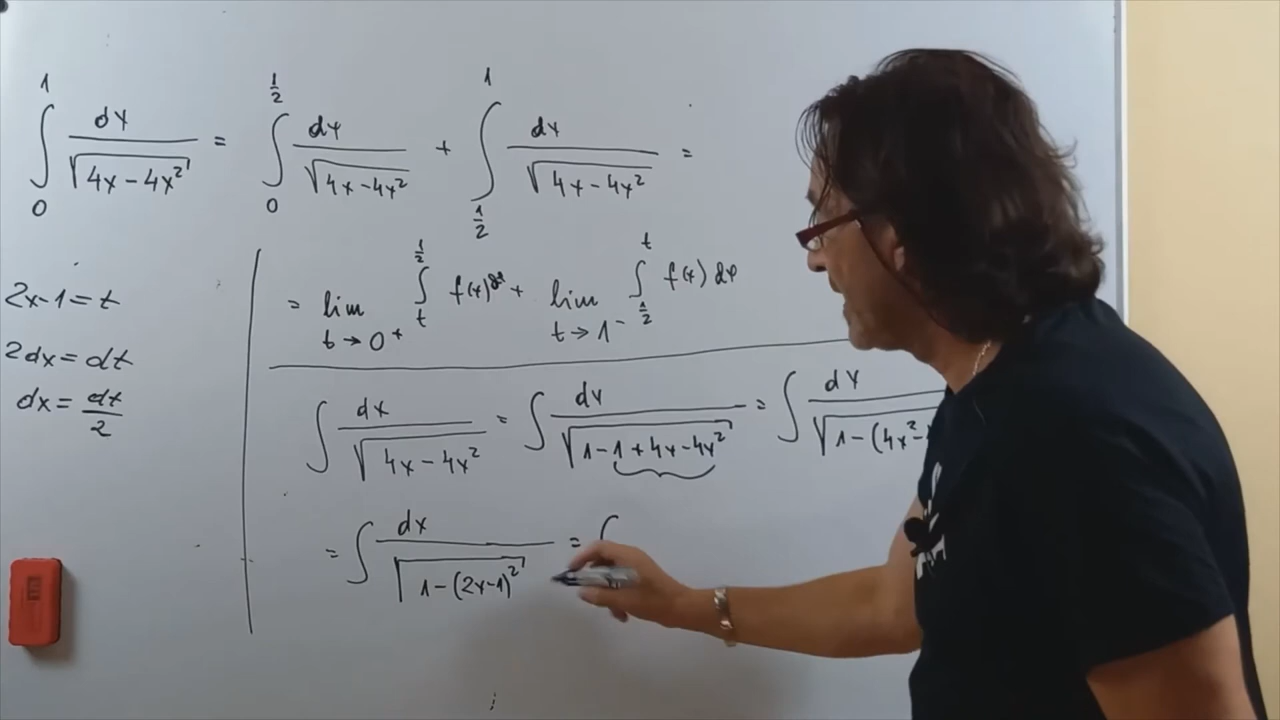 ∫₀¹ dx/√(4x-4x²) = ∫₀^(1/2) dx/√(4x-4x²) + ∫_(1/2)^1 dx/√(4x-4x²) =
= lim t→0⁺ ∫_t^(1/2) f(x)dx + lim t→1⁻ ∫_(1/2)^t f(x)dx
2x-1=t
2dx=dt
dx=dt/2
∫ dx/√(4x-4x²) = ∫ dx/√(1-1+4x-4x²) = ∫ dx/√(1-(4x²-
= ∫ dx/√(1-(2x-1)²) = ∫